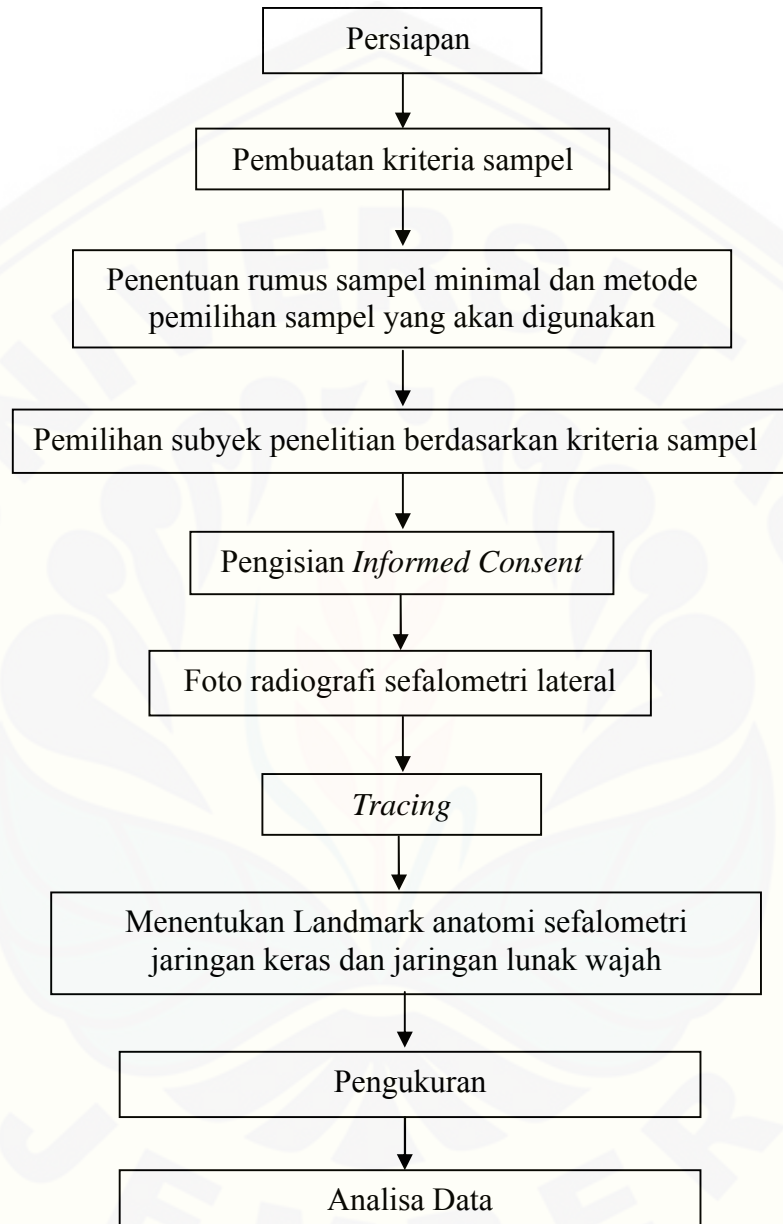 Persiapan
Pembuatan kriteria sampel
Penentuan rumus sampel minimal dan metode
pemilihan sampel yang akan digunakan
Pemilihan subyek penelitian berdasarkan kriteria sampel
Pengisian Informed Consent
Foto radiografi sefalometri lateral
Tracing
Menentukan Landmark anatomi sefalometri
jaringan keras dan jaringan lunak wajah
Pengukuran
Analisa Data
UNIVERSITAS
JEMBER